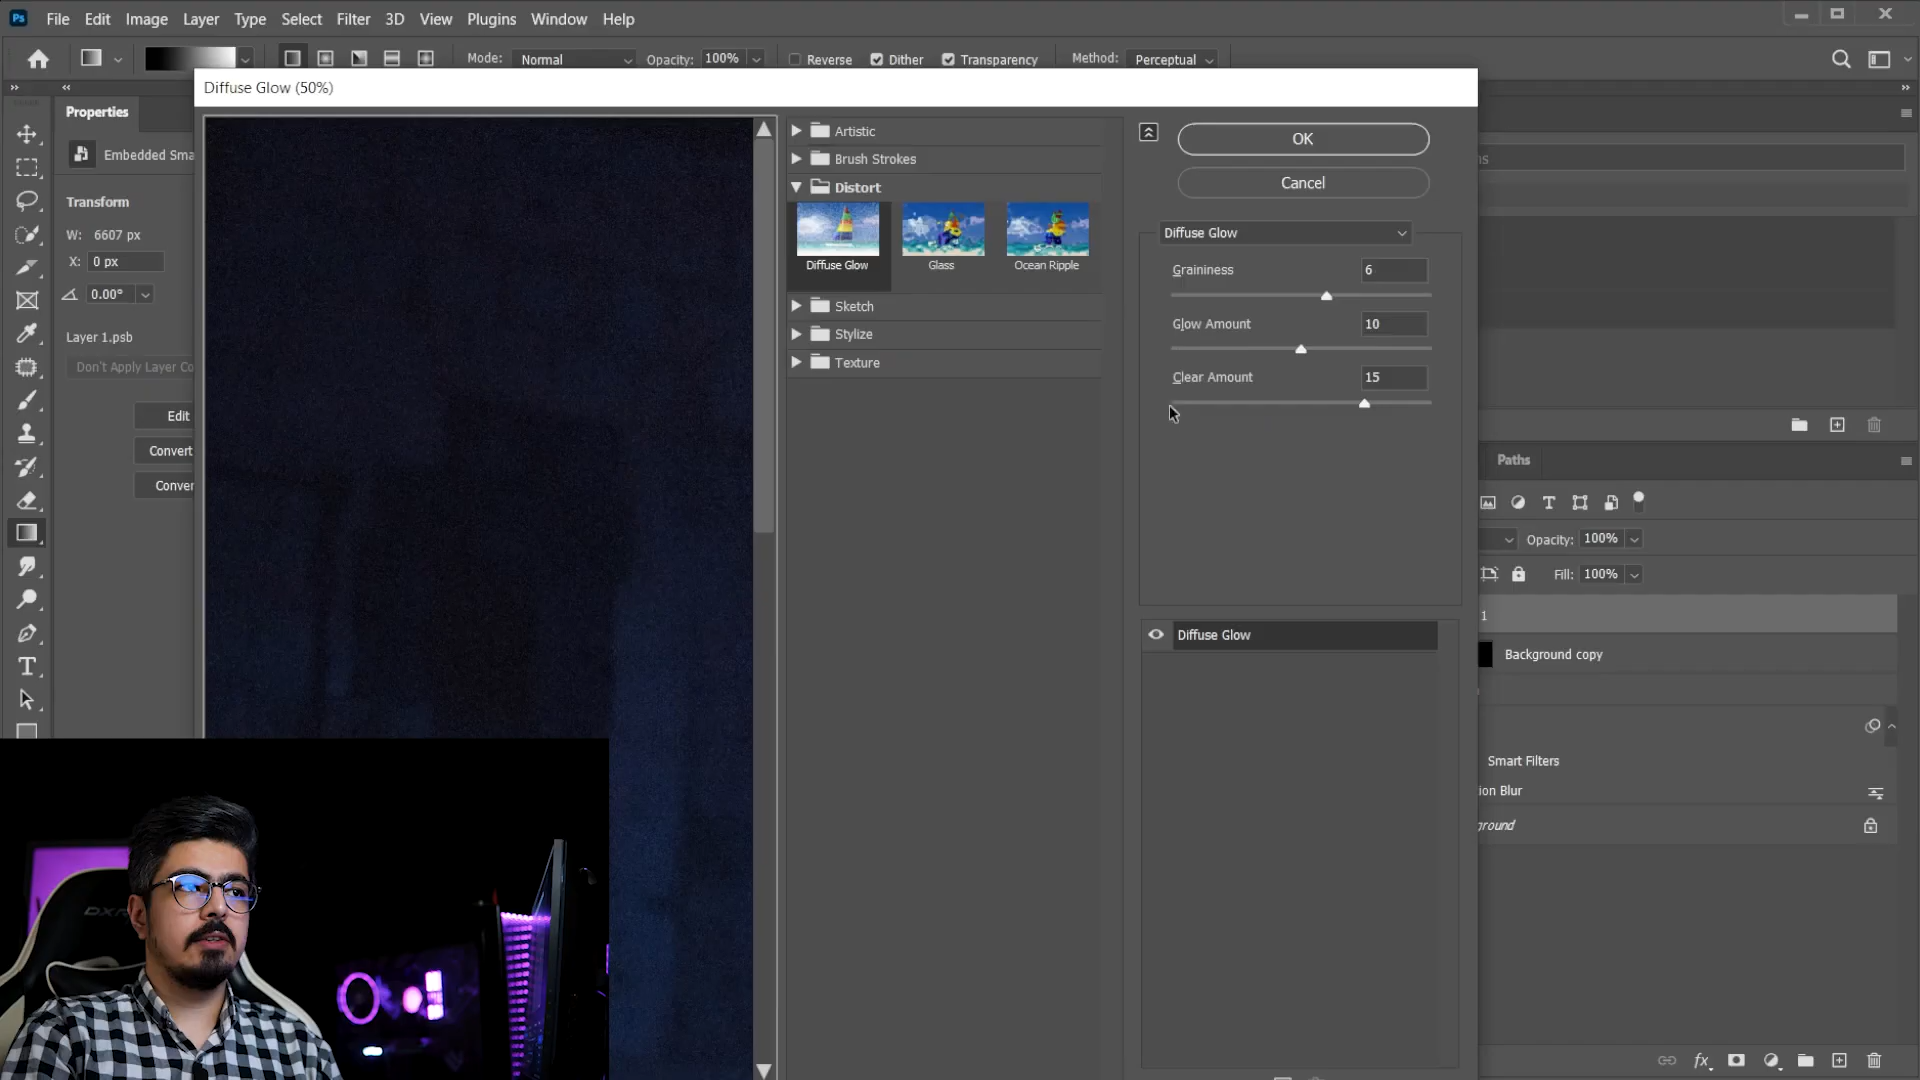 Ps File Edit Image Layer Type Select Filter 3D View Plugins Window Help
Mode: Normal Opacity: 100% Reverse Dither Transparency Method: Perceptual
Diffuse Glow (50%)
Properties
Embedded Sma
Transform
W: 6607 px
X: 0 px
0.00°
Layer 1.psb
Don't Apply Layer Co
Edit
Convert
Conver
Artistic
Brush Strokes
Distort
Diffuse Glow Glass Ocean Ripple
Sketch
Stylize
Texture
OK
Cancel
Diffuse Glow
Graininess 6
Glow Amount 10
Clear Amount 15
Diffuse Glow
ns
Paths
Opacity: 100%
Fill: 100%
1
Background copy
Smart Filters
ion Blur
ground
fx